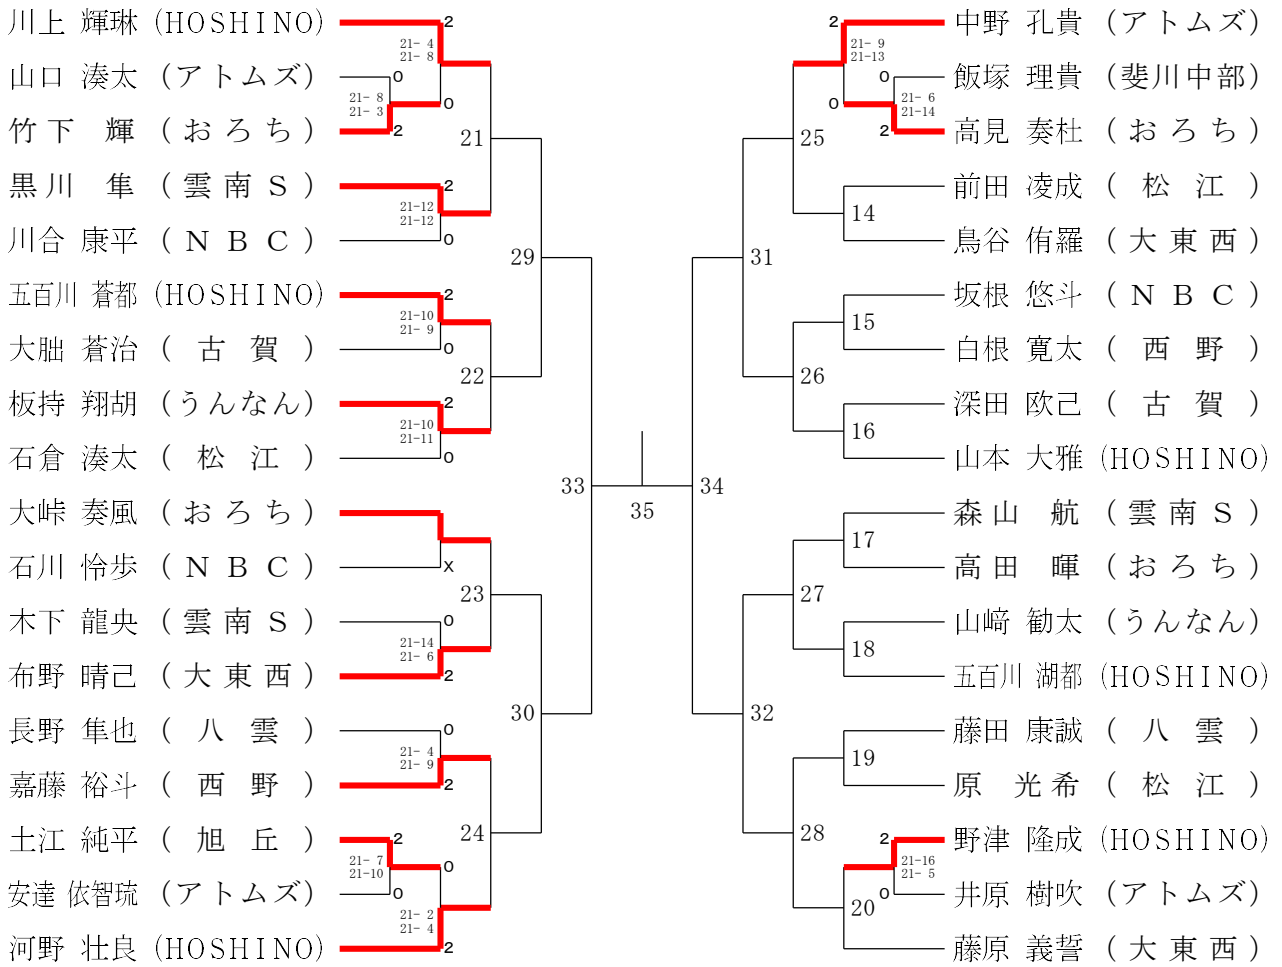 川上 輝琳 (HOSHINO)
山口 湊太 (アトムズ)
竹下 輝 (おろち)
黒川 隼 (雲南S)
川合 康平 (NBC)
五百川 蒼都 (HOSHINO)
大朏 蒼治 (古賀)
板持 翔胡 (うんなん)
石倉 湊太 (松江)
大峠 奏風 (おろち)
石川 怜歩 (NBC)
木下 龍央 (雲南S)
布野 晴己 (大東西)
長野 隼也 (八雲)
嘉藤 裕斗 (西野)
土江 純平 (旭丘)
安達 依智琉 (アトムズ)
河野 壮良 (HOSHINO)
2
21- 4
21- 8
0
0
21- 8
21- 3
2
21
2
21-12
21-12
0
29
2
21-10
21- 9
0
22
2
21-10
21-11
0
33
x
23
0
21-14
21- 6
2
30
0
21- 4
21- 9
2
24
2
21- 7
21-10
0
0
21- 2
21- 4
2
35
34
2
21- 9
21-13
0
0
21- 6
21-14
2
25
14
31
15
26
16
17
27
18
32
19
28
2
21-16
21- 5
0
20
中野 孔貴 (アトムズ)
飯塚 理貴 (斐川中部)
高見 奏杜 (おろち)
前田 凌成 (松江)
鳥谷 侑羅 (大東西)
坂根 悠斗 (NBC)
白根 寛太 (西野)
深田 欧己 (古賀)
山本 大雅 (HOSHINO)
森山 航 (雲南S)
高田 暉 (おろち)
山﨑 勧太 (うんなん)
五百川 湖都 (HOSHINO)
藤田 康誠 (八雲)
原 光希 (松江)
野津 隆成 (HOSHINO)
井原 樹吹 (アトムズ)
藤原 義誓 (大東西)